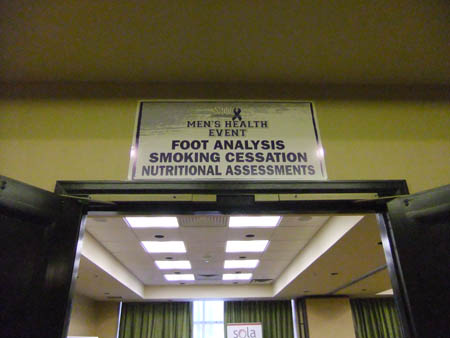 MEN'S HEALTH
EVENT
FOOT ANALYSIS
SMOKING CESSATION
NUTRITIONAL ASSESSMENTS
sola